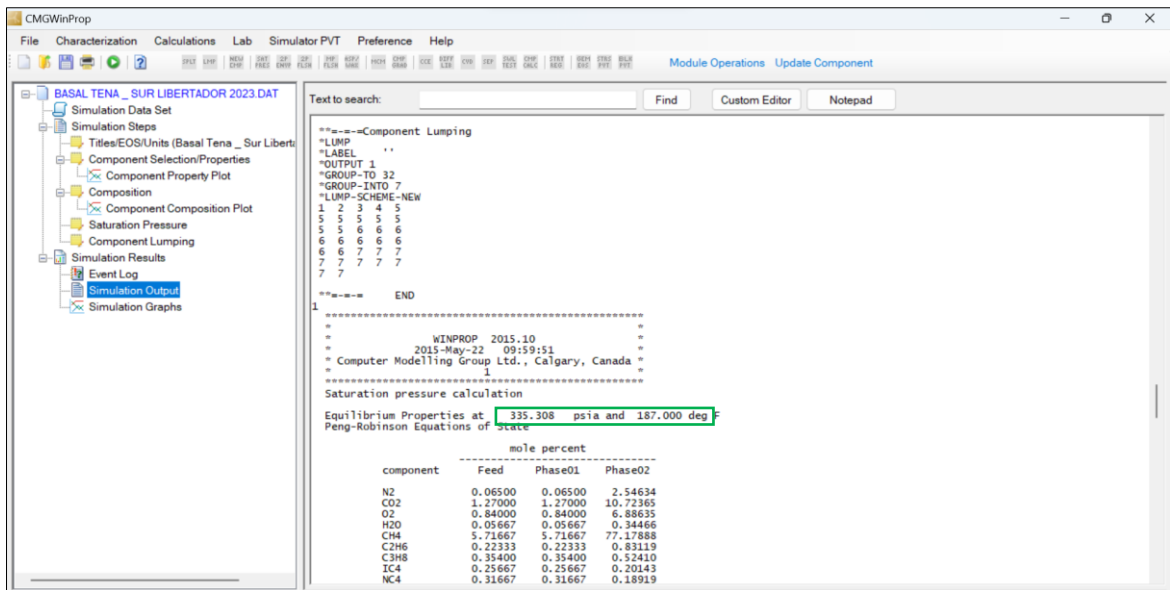 CMGWinProp
File Characterization Calculations Lab Simulator PVT Preference Help
Module Operations Update Component
BASAL TENA _ SUR LIBERTADOR 2023.DAT
Simulation Data Set
Simulation Steps
Titles/EOS/Units (Basal Tena _ Sur Liberta
Component Selection/Properties
Component Property Plot
Composition
Component Composition Plot
Saturation Pressure
Component Lumping
Simulation Results
Event Log
Simulation Output
Simulation Graphs
Text to search: Find Custom Editor Notepad
**=-=-=Component Lumping
*LUMP
*LABEL ' '
*OUTPUT 1
*GROUP-TO 32
*GROUP-INTO 7
*LUMP-SCHEME-NEW
1 2 3 4 5
5 5 5 5 5
5 5 6 6 6
6 6 6 6 6
6 6 7 7 7
7 7 7 7 7
7 7
**=-=-= END
1
*****************************************************
* *
* WINPROP 2015.10 *
* 2015-May-22 09:59:51 *
* Computer Modelling Group Ltd., Calgary, Canada *
* 1 *
*****************************************************
Saturation pressure calculation
Equilibrium Properties at 335.308 psia and 187.000 deg F
Peng-Robinson Equations of State
mole percent
-----------------------------------
component Feed Phase01 Phase02
N2 0.06500 0.06500 2.54634
CO2 1.27000 1.27000 10.72365
O2 0.84000 0.84000 6.88635
H2O 0.05667 0.05667 0.34466
CH4 5.71667 5.71667 77.17888
C2H6 0.22333 0.22333 0.83119
C3H8 0.35400 0.35400 0.52410
IC4 0.25667 0.25667 0.20143
NC4 0.31667 0.31667 0.18919